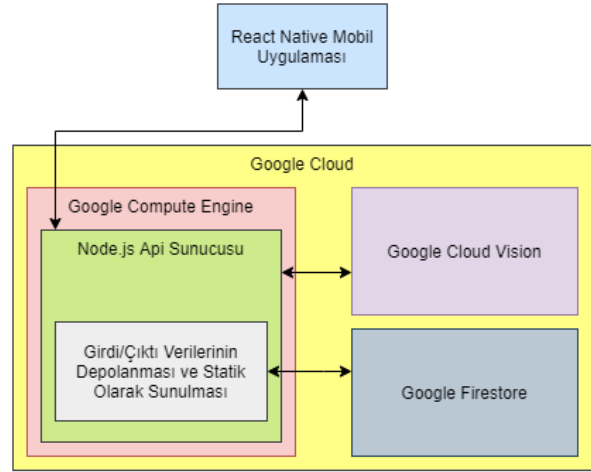 React Native Mobil
Uygulaması
Google Cloud
Google Compute Engine
Node.js Api Sunucusu
Google Cloud Vision
Girdi/Çıktı Verilerinin
Depolanması ve Statik
Olarak Sunulması
Google Firestore